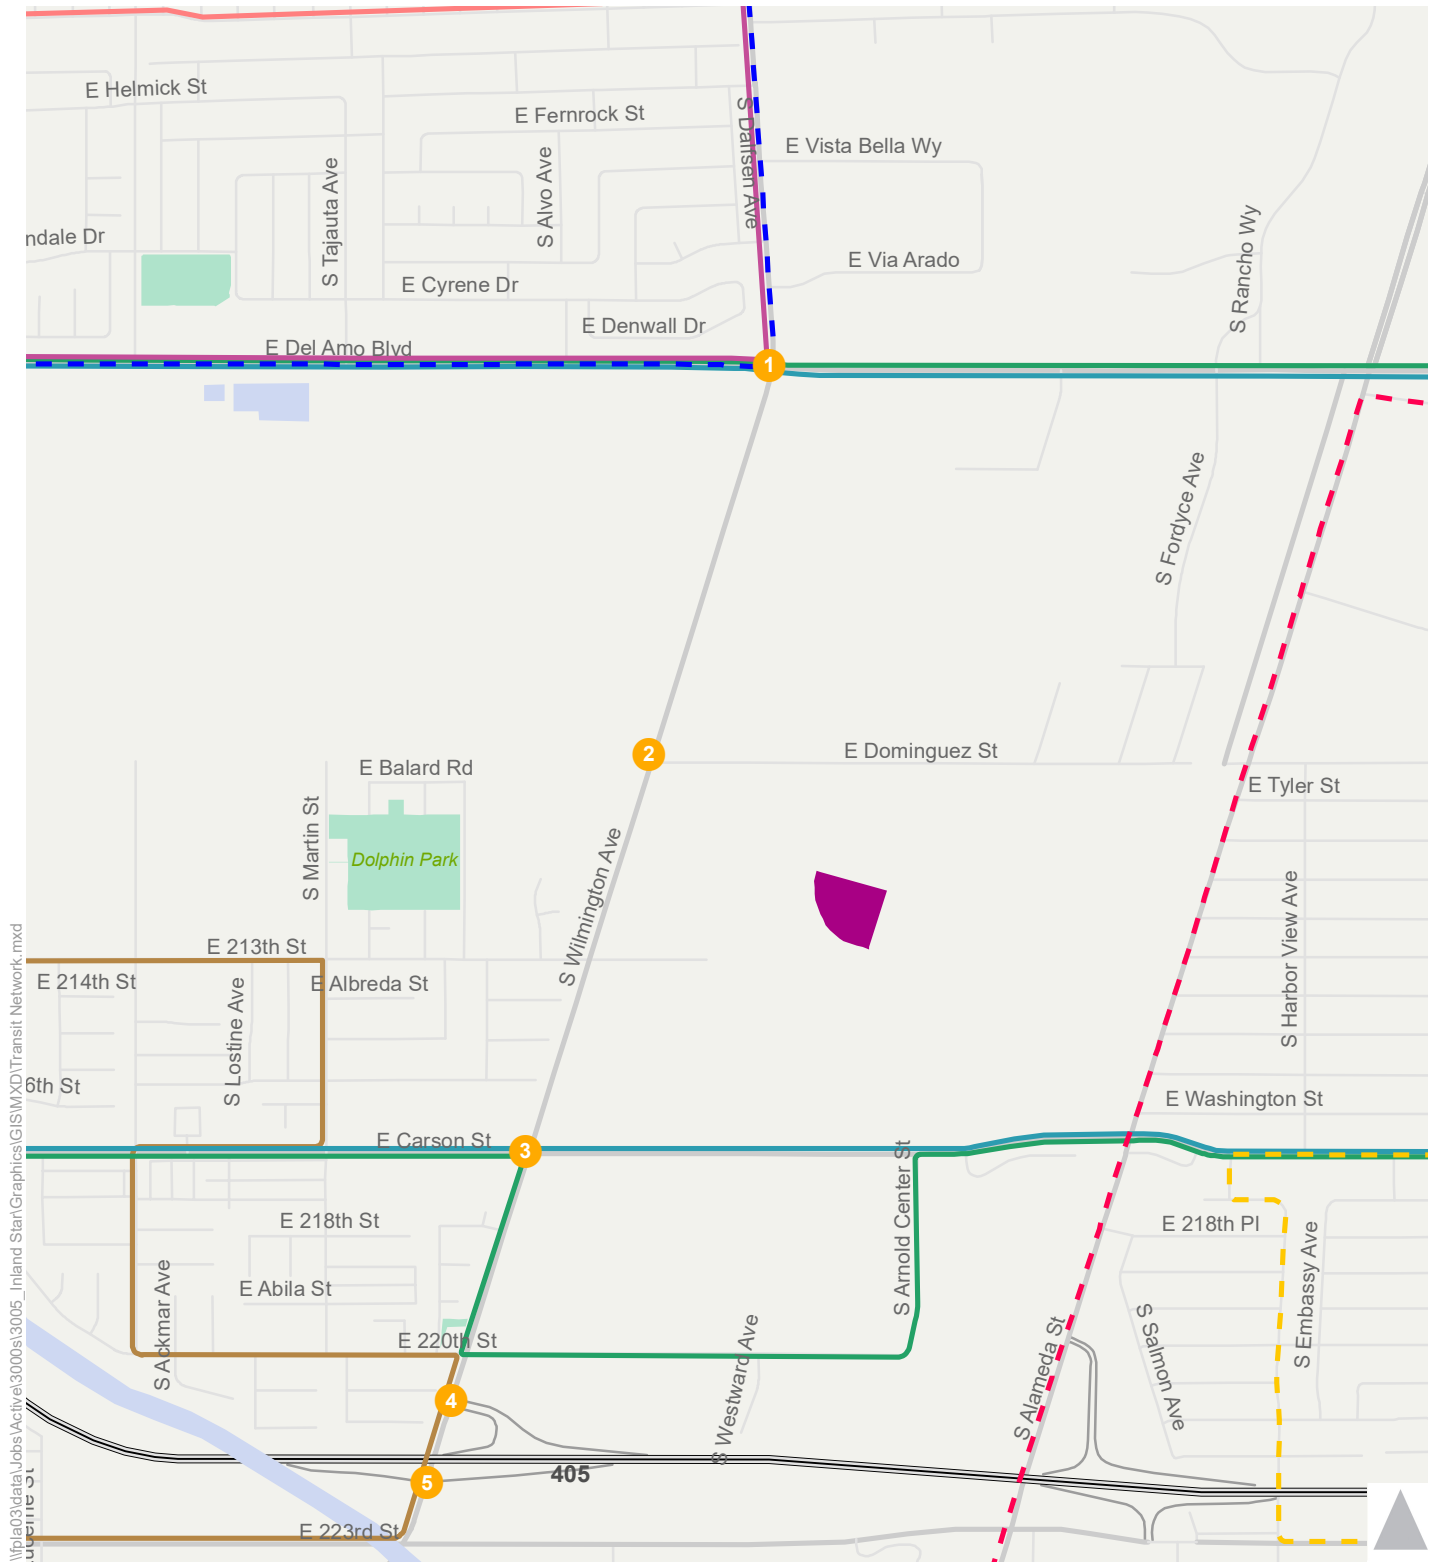 E Helmick St
E Fernrock St
S Dalfsen Ave
E Vista Bella Wy
S Tajauta Ave
S Alvo Ave
ndale Dr
E Via Arado
S Rancho Wy
E Cyrene Dr
E Denwall Dr
E Del Amo Blvd
1
S Fordyce Ave
2
E Dominguez St
E Balard Rd
E Tyler St
S Martin St
Dolphin Park
S Wilmington Ave
S Harbor View Ave
E 213th St
E 214th St
E Albreda St
S Lostine Ave
6th St
E Washington St
E Carson St
3
S Arnold Center St
E 218th St
E 218th Pl
S Embassy Ave
E Abila St
S Ackmar Ave
E 220th St
S Westward Ave
S Alameda St
S Salmon Ave
4
405
5
E 223rd St
\\fpla03\data\Jobs\Active\3000s\3005_Inland Star\Graphics\GIS\MXD\Transit Network.mxd